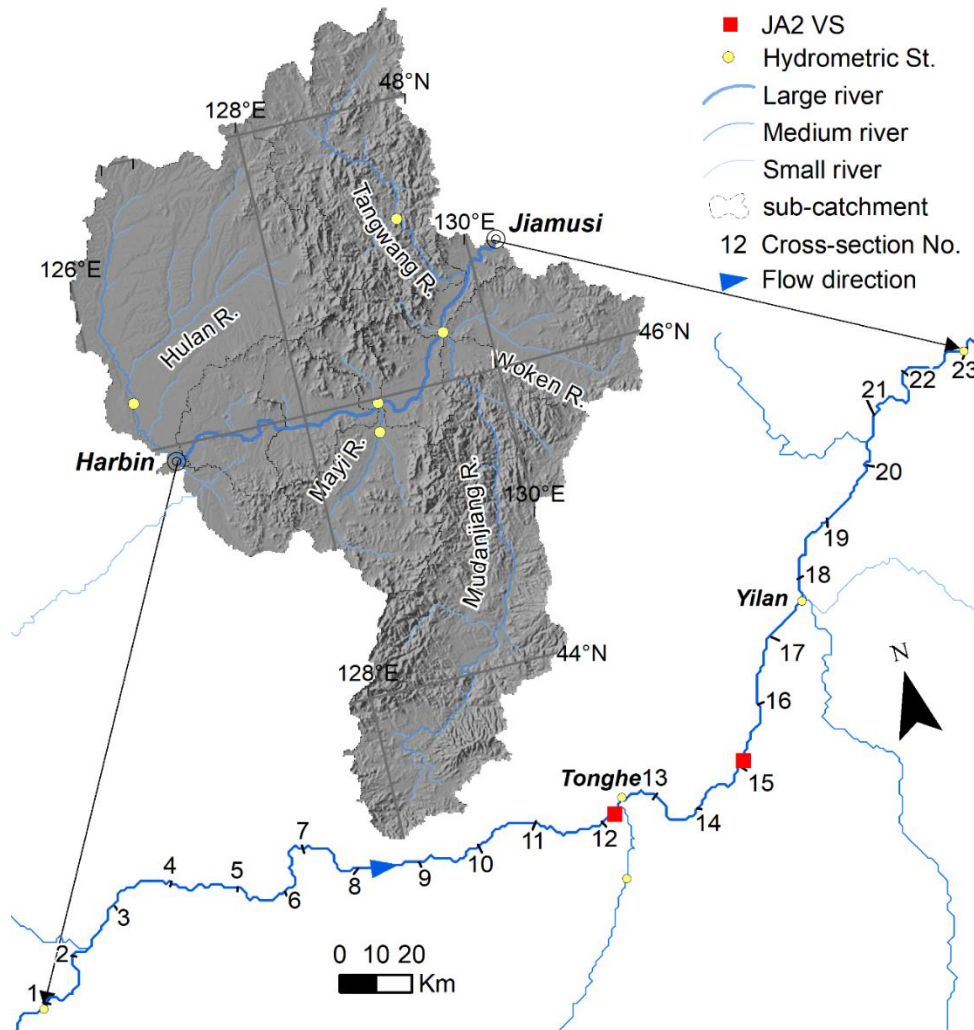 JA2 VS
Hydrometric St.
Large river
Medium river
Small river
sub-catchment
12 Cross-section No.
Flow direction
48°N
128°E
130°E
Jiamusi
126°E
Tangwang R.
Hulan R.
46°N
Woken R.
Harbin
Mayi R.
130°E
Mudanjiang R.
44°N
128°E
23
22
21
20
19
18
Yilan
17
16
N
15
Tonghe
13
14
12
11
10
9
8
7
6
5
4
3
2
1
0 10 20
Km